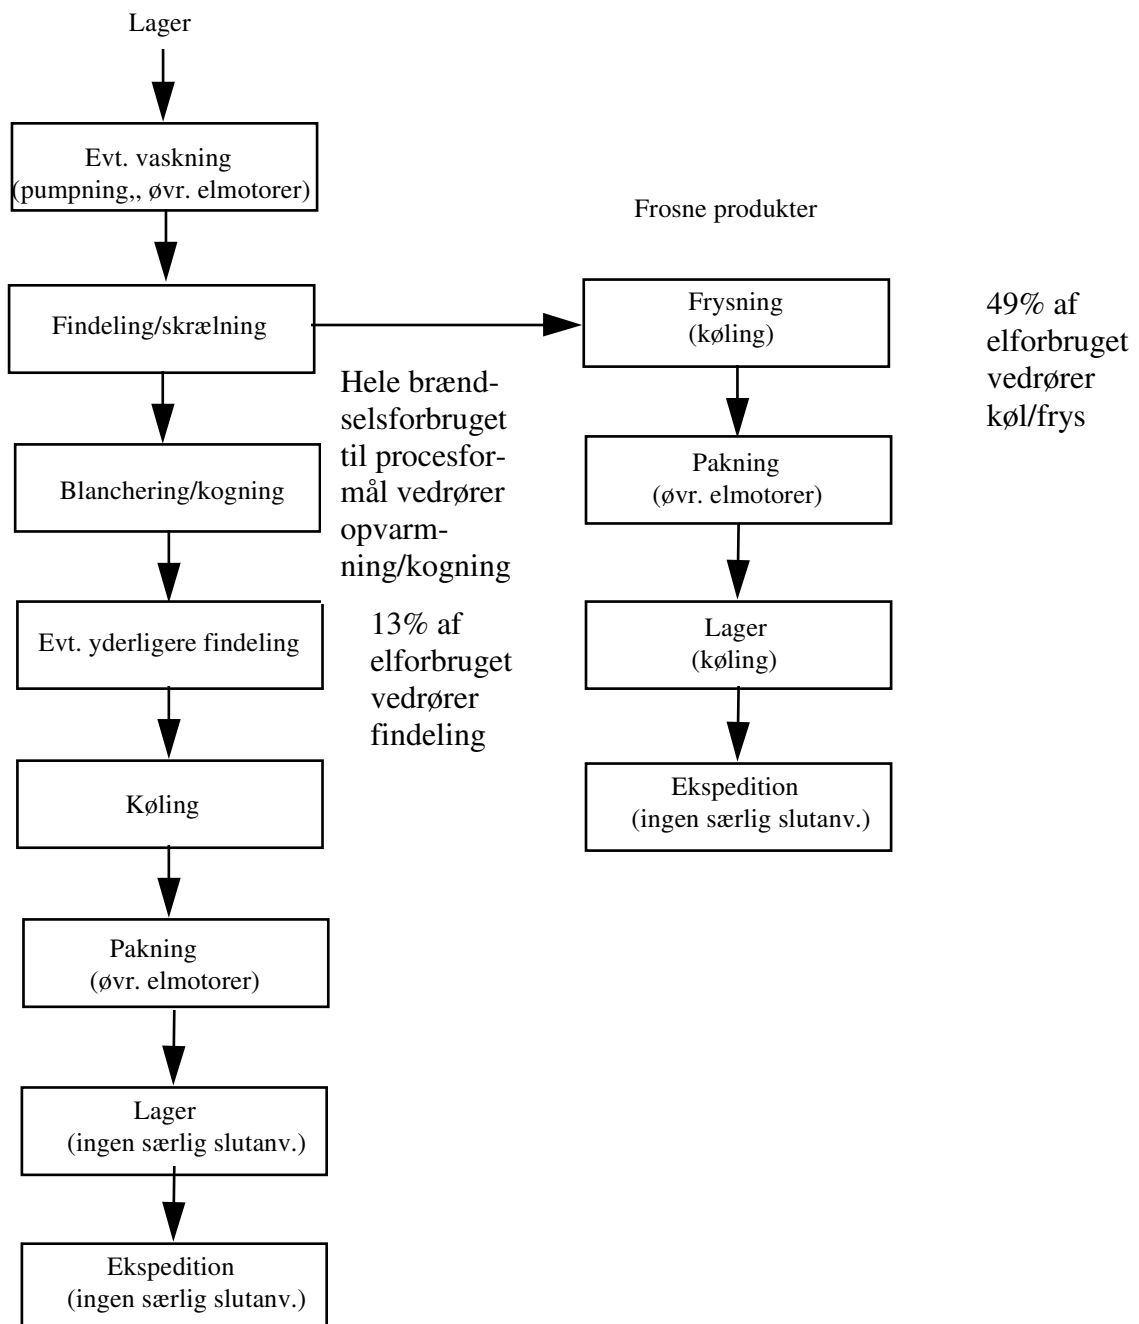 Lager
Evt. vaskning
(pumpning,, øvr. elmotorer)
Findeling/skrælning
Hele brænd-
selsforbruget
til procesfor-
mål vedrører
opvarm-
ning/kogning
Blanchering/kogning
Evt. yderligere findeling
13% af
elforbruget
vedrører
findeling
Køling
Pakning
(øvr. elmotorer)
Lager
(ingen særlig slutanv.)
Ekspedition
(ingen særlig slutanv.)
Frosne produkter
Frysning
(køling)
49% af
elforbruget
vedrører
køl/frys
Pakning
(øvr. elmotorer)
Lager
(køling)
Ekspedition
(ingen særlig slutanv.)